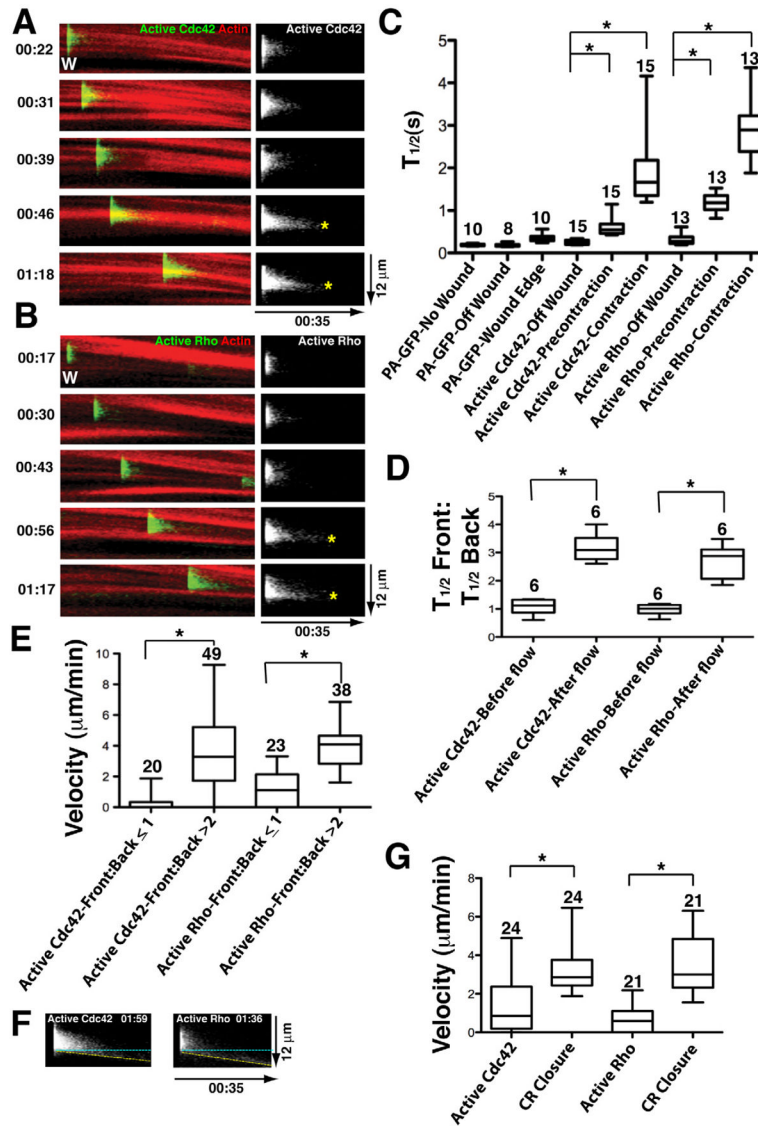 A
Active Cdc42 Actin
Active Cdc42
00:22
W
00:31
00:39
00:46
*
01:18
*
12 µm
00:35
B
Active Rho Actin
Active Rho
00:17
W
00:30
00:43
00:56
*
01:17
*
12 µm
00:35
C
T1/2(s)
5
4
3
2
1
0
10
8
10
15
15
15
13
13
13
*
*
*
*
PA-GFP-No Wound
PA-GFP-Off Wound
PA-GFP-Wound Edge
Active Cdc42-Off Wound
Active Cdc42-Precontraction
Active Cdc42-Contraction
Active Rho-Off Wound
Active Rho-Precontraction
Active Rho-Contraction
D
T1/2 Front:
T1/2 Back
5
4
3
2
1
0
6
6
6
6
*
*
Active Cdc42-Before flow
Active Cdc42-After flow
Active Rho-Before flow
Active Rho-After flow
E
Velocity (µm/min)
10
8
6
4
2
0
20
49
23
38
*
*
Active Cdc42-Front:Back ≤ 1
Active Cdc42-Front:Back >2
Active Rho-Front:Back ≤ 1
Active Rho-Front:Back >2
F
Active Cdc42 01:59
Active Rho 01:36
12 µm
00:35
G
Velocity (µm/min)
8
6
4
2
0
24
24
21
21
*
*
Active Cdc42
CR Closure
Active Rho
CR Closure